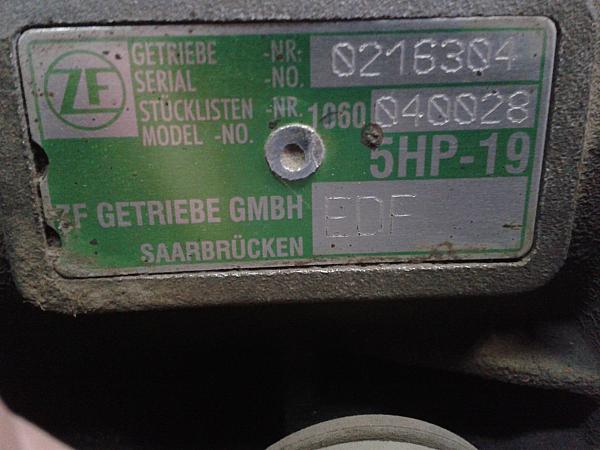 ZF
GETRIEBE -NR: 0216304
SERIAL -NO.
STÜCKLISTEN -NR. 1060 040028
MODEL -NO.
5HP-19
ZF GETRIEBE GMBH EDF
SAARBRÜCKEN